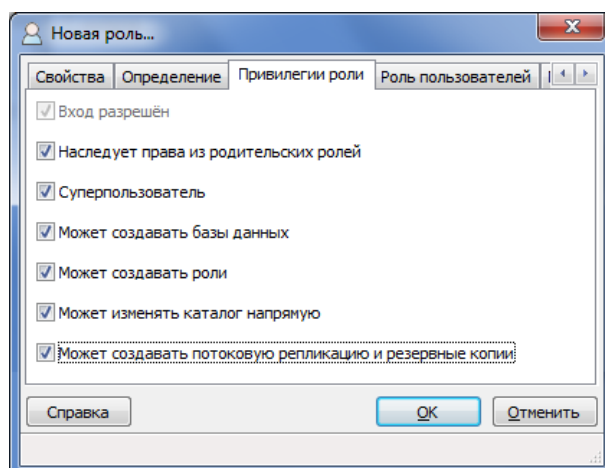 Новая роль...
Свойства Определение Привилегии роли Роль пользователей
Вход разрешён
Наследует права из родительских ролей
Суперпользователь
Может создавать базы данных
Может создавать роли
Может изменять каталог напрямую
Может создавать потоковую репликацию и резервные копии
Справка OK Отменить